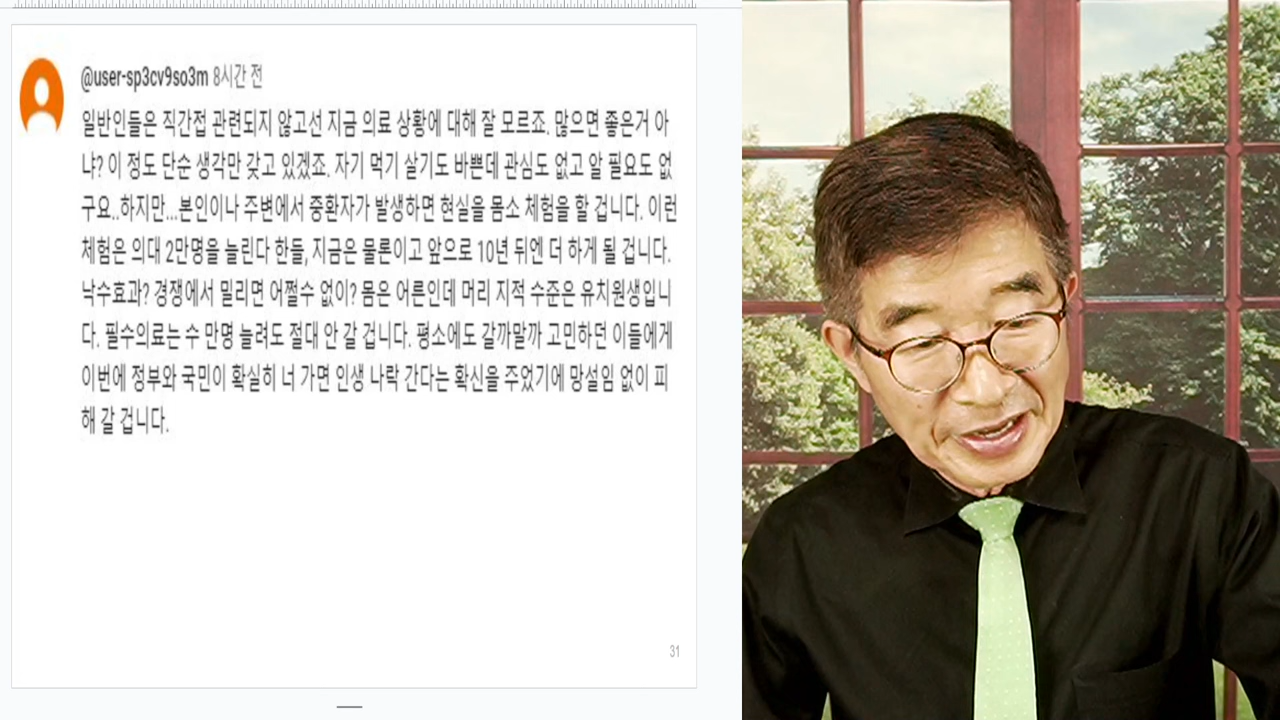 @user-sp3cv9so3m 8시간 전
일반인들은 직간접 관련되지 않고선 지금 의료 상황에 대해 잘 모르죠. 많으면 좋은거 아
냐? 이 정도 단순 생각만 갖고 있겠죠. 자기 먹기 살기도 바쁜데 관심도 없고 알 필요도 없
구요..하지만...본인이나 주변에서 중환자가 발생하면 현실을 몸소 체험을 할 겁니다. 이런
체험은 의대 2만명을 늘린다 한들, 지금은 물론이고 앞으로 10년 뒤엔 더 하게 될 겁니다.
낙수효과? 경쟁에서 밀리면 어쩔수 없이? 몸은 어른인데 머리 지적 수준은 유치원생입니
다. 필수의료는 수 만명 늘려도 절대 안 갈 겁니다. 평소에도 갈까말까 고민하던 이들에게
이번에 정부와 국민이 확실히 너 가면 인생 나락 간다는 확신을 주었기에 망설임 없이 피
해 갈 겁니다.
31